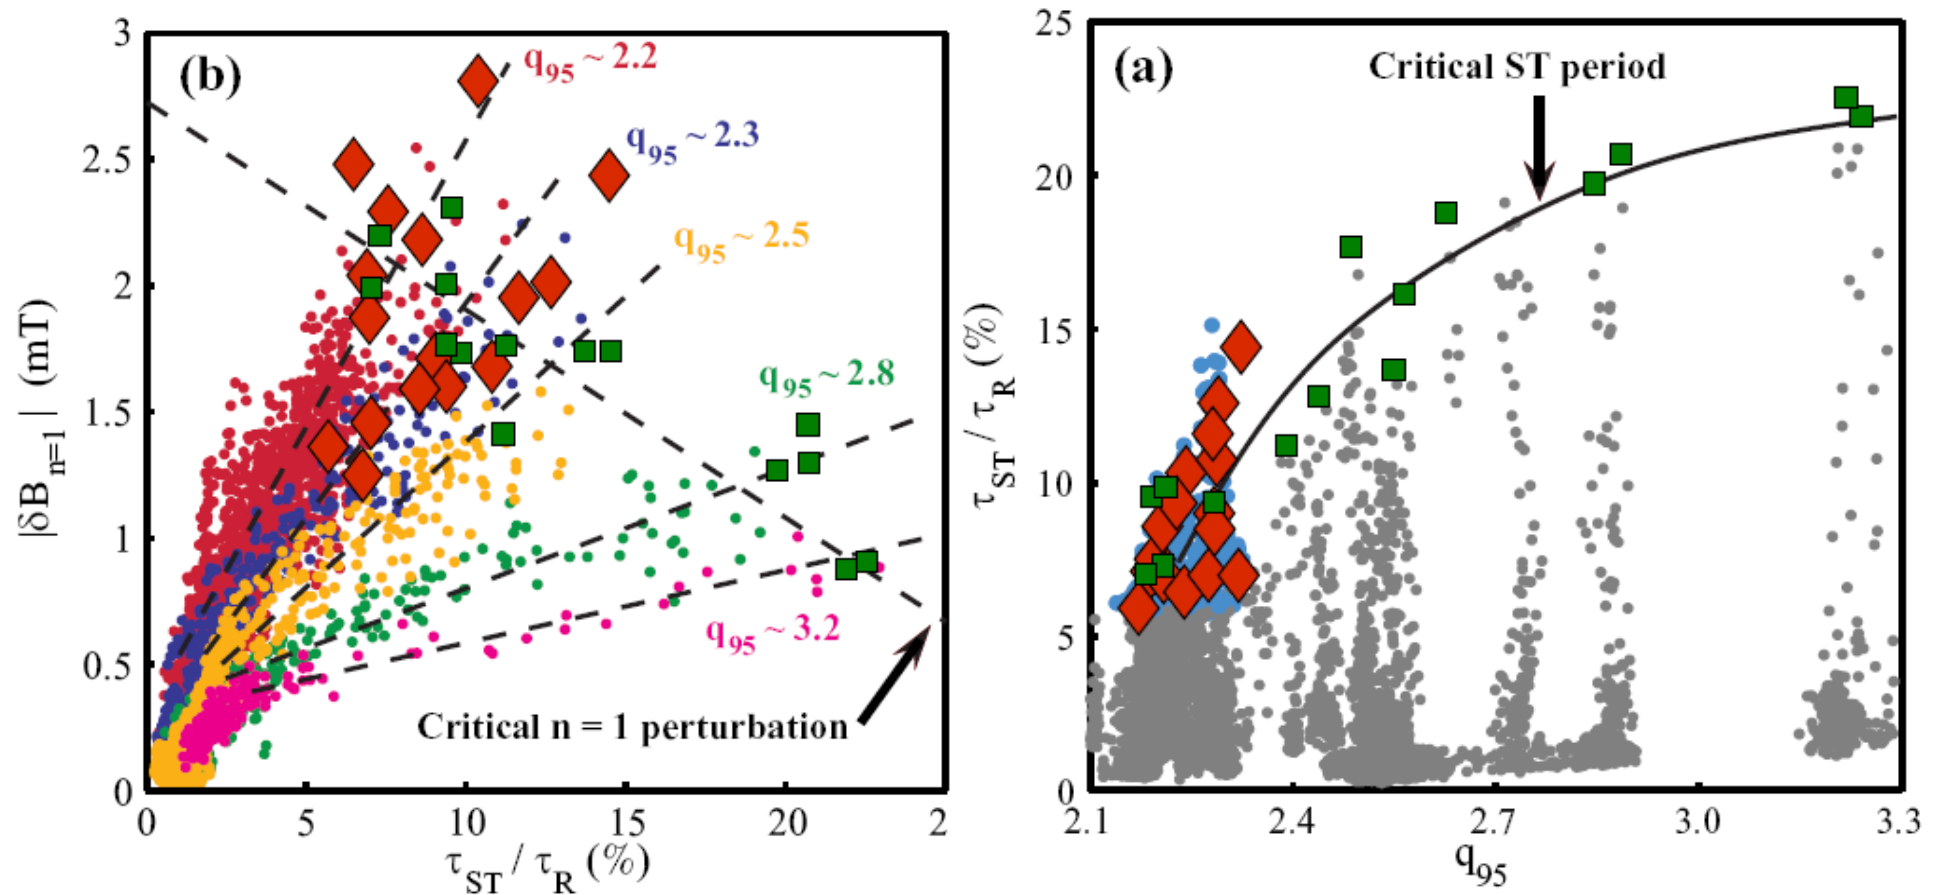 (b)
q95 ~ 2.2
q95 ~ 2.3
q95 ~ 2.5
q95 ~ 2.8
q95 ~ 3.2
Critical n = 1 perturbation
|δBn=1| (mT)
3
2.5
2
1.5
1
0.5
0
0 5 10 15 20 2
τST / τR (%)
(a)
Critical ST period
τST / τR (%)
25
20
15
10
5
0
2.1 2.4 2.7 3.0 3.3
q95